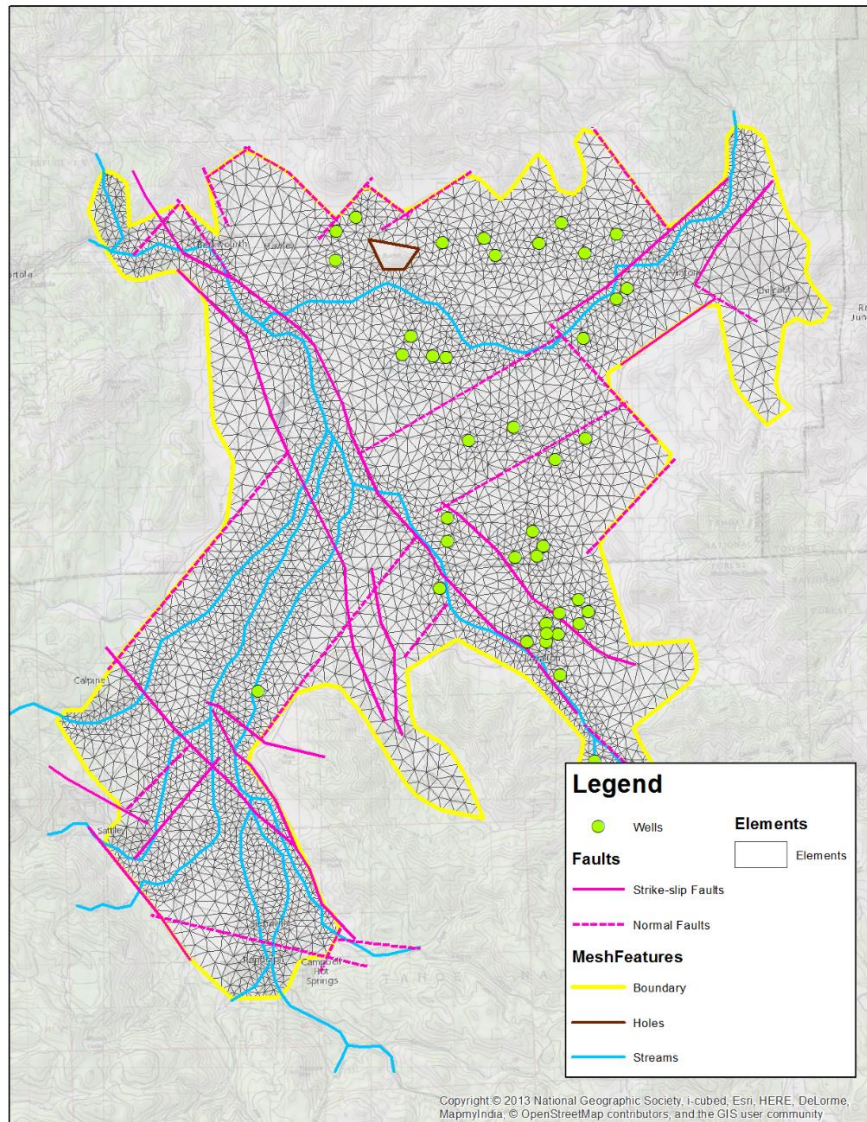 Calpine
Sattley
Campbell
Hot
Springs
Legend
Wells
Faults
Strike-slip Faults
Normal Faults
MeshFeatures
Boundary
Holes
Streams
Elements
Elements
Copyright:© 2013 National Geographic Society, i-cubed, Esri, HERE, DeLorme,
MapmyIndia, © OpenStreetMap contributors, and the GIS user community